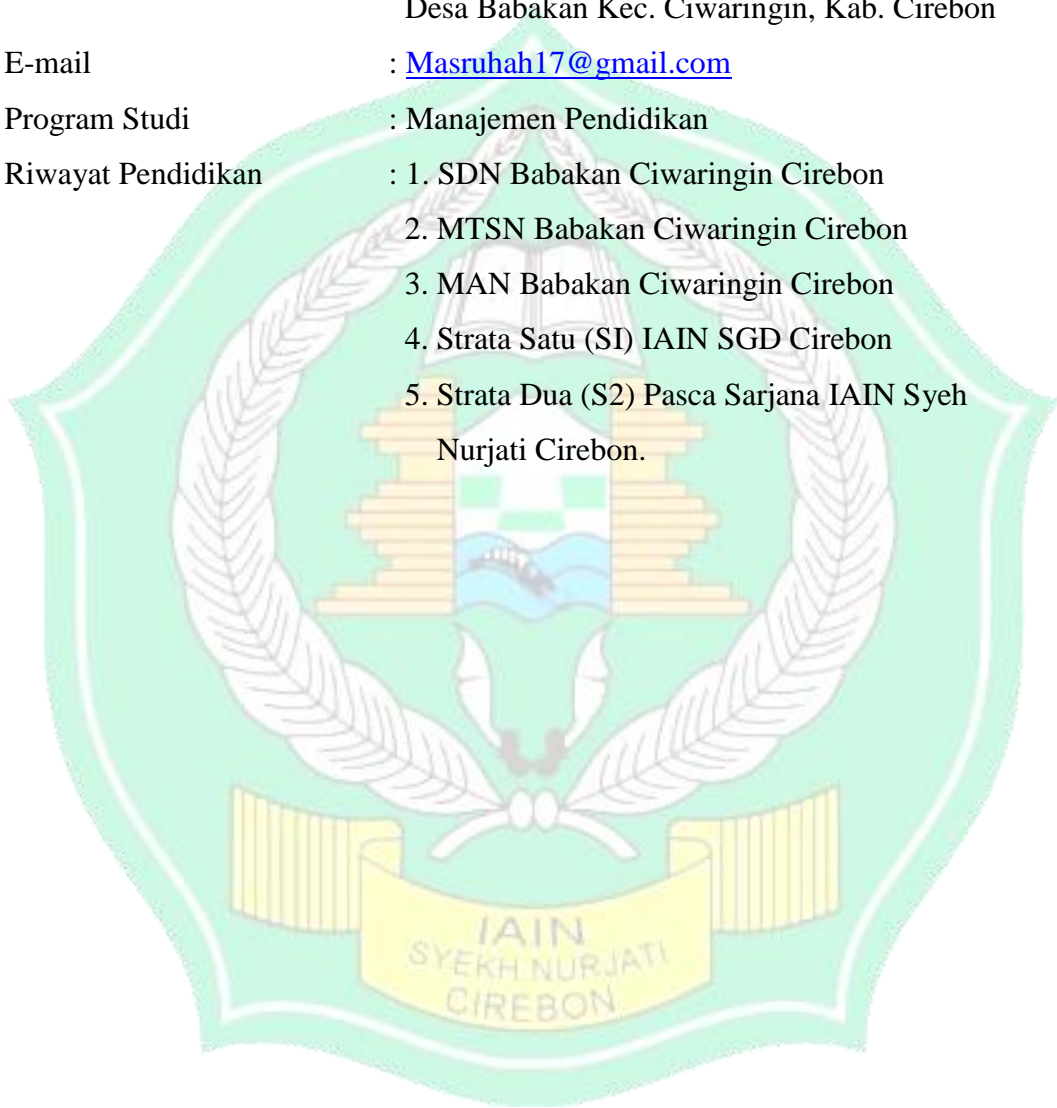 Desa Babakan Kec. Ciwaringin, Kab. Cirebon
E-mail : Masruhah17@gmail.com
Program Studi : Manajemen Pendidikan
Riwayat Pendidikan : 1. SDN Babakan Ciwaringin Cirebon
2. MTSN Babakan Ciwaringin Cirebon
3. MAN Babakan Ciwaringin Cirebon
4. Strata Satu (SI) IAIN SGD Cirebon
5. Strata Dua (S2) Pasca Sarjana IAIN Syeh
Nurjati Cirebon.
IAIN
SYEKH NURJATI
CIREBON